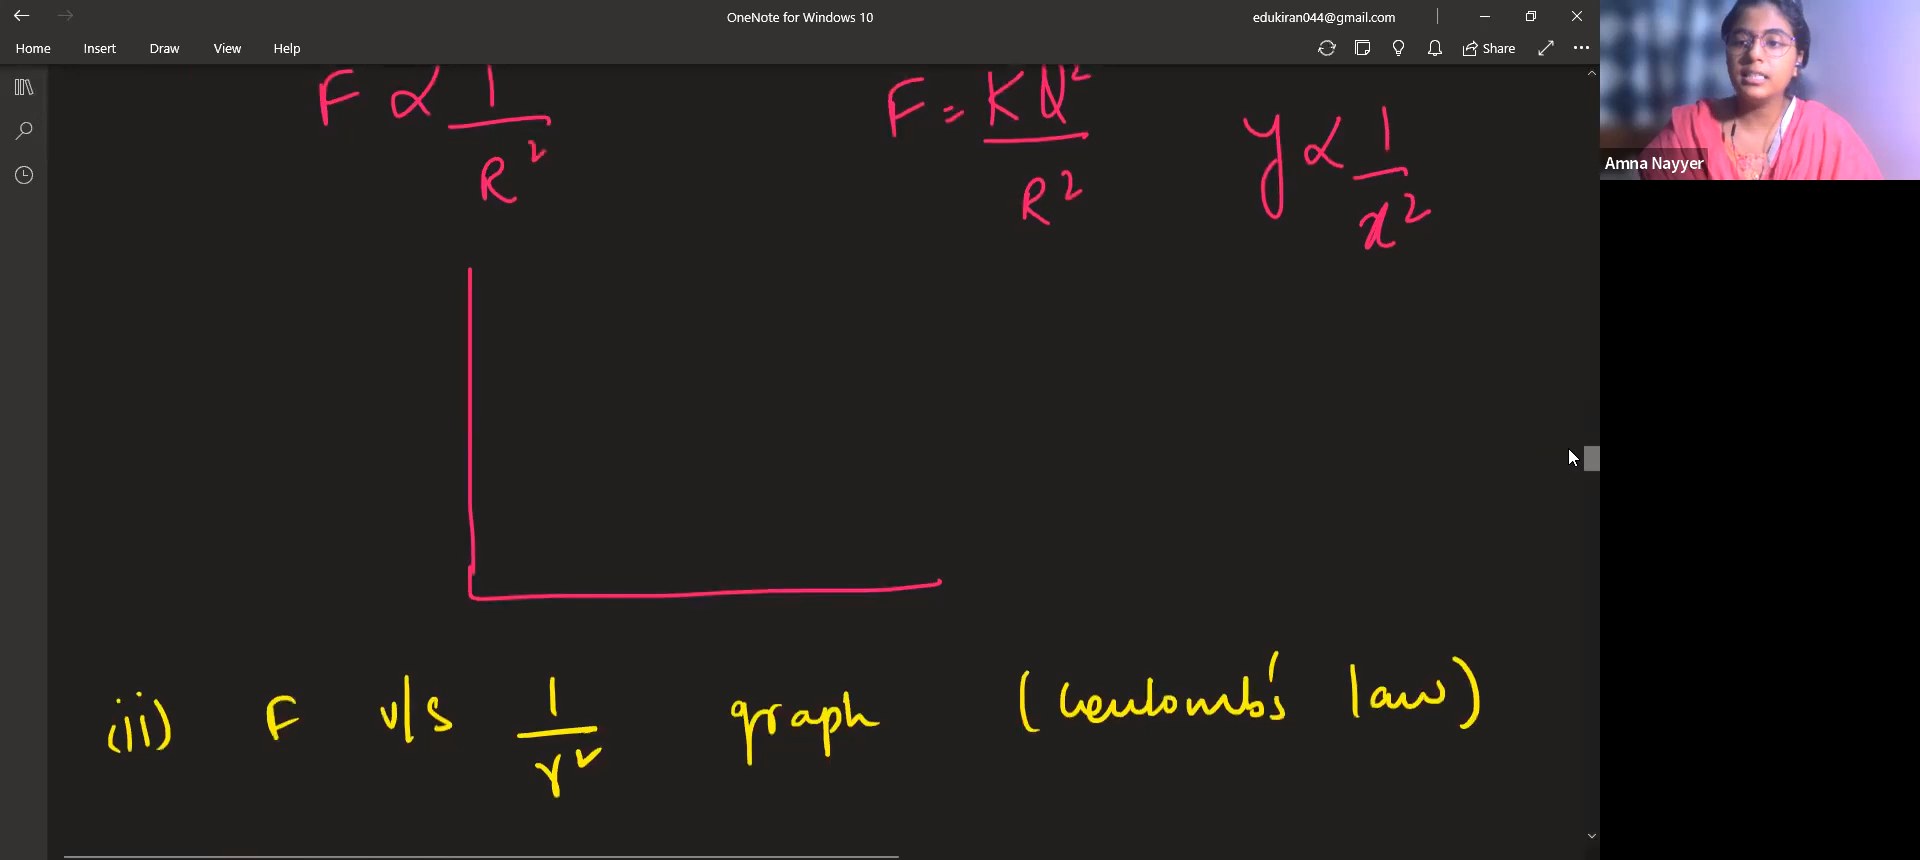 OneNote for Windows 10
edukiran044@gmail.com
Home Insert Draw View Help
Share
Amna Nayyer
F ∝ 1/R² F = KQ²/R² y ∝ 1/x²
(ii) F v/s 1/r² graph (Coulomb's law)